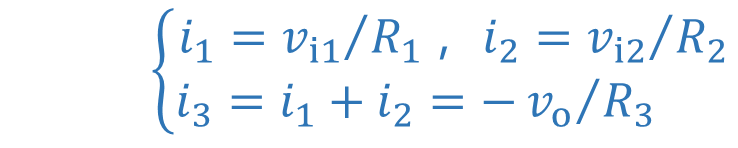 i₁ = vᵢ₁/R₁ , i₂ = vᵢ₂/R₂
i₃ = i₁ + i₂ = − vₒ/R₃